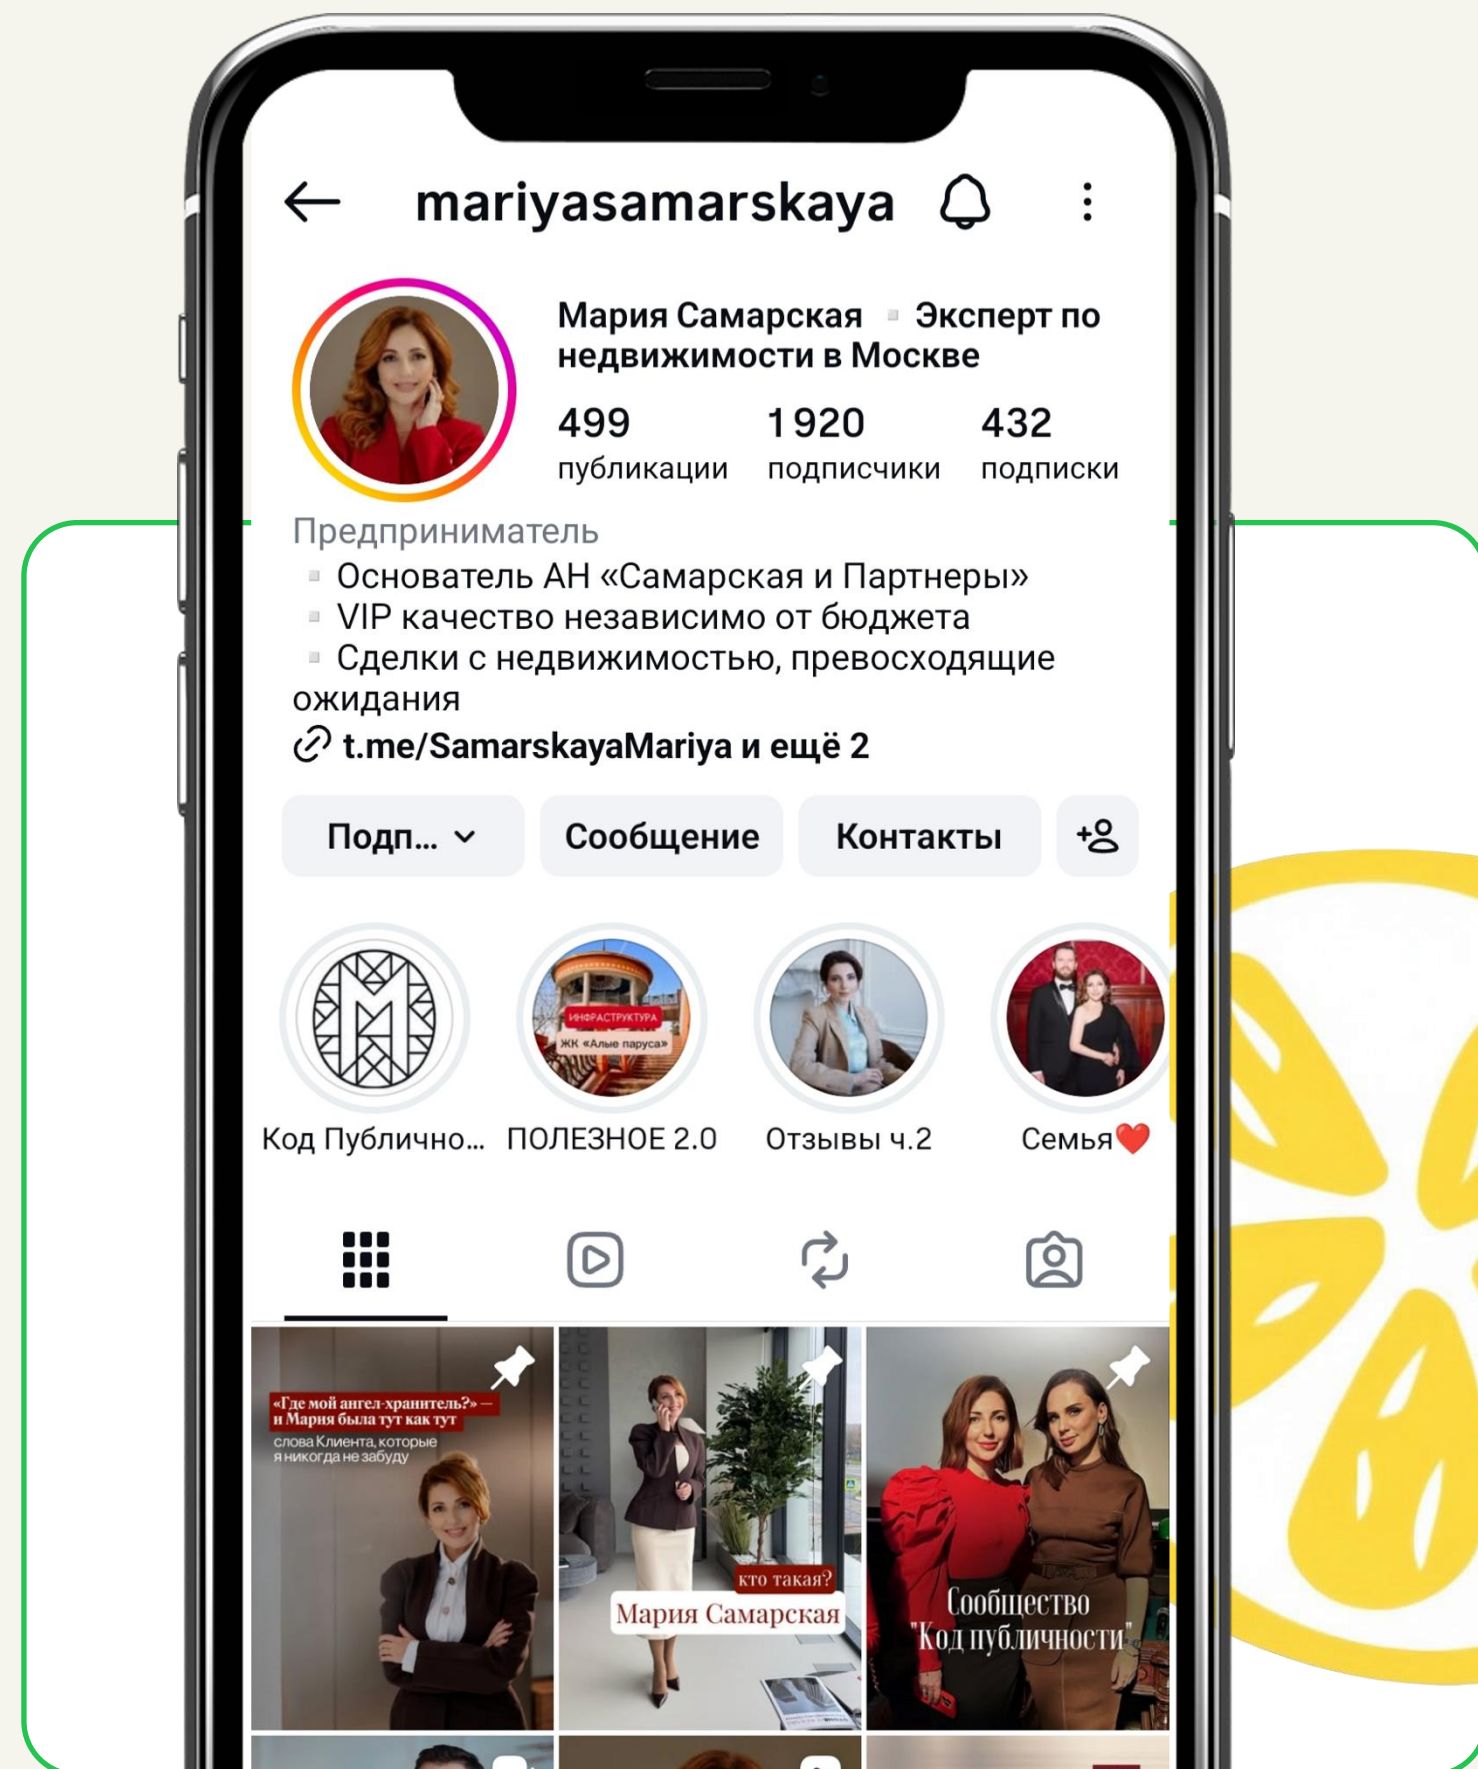 mariyasamarskaya
Мария Самарская ▫️ Эксперт по
недвижимости в Москве
499 1 920 432
публикации подписчики подписки
Предприниматель
▫️ Основатель АН «Самарская и Партнеры»
▫️ VIP качество независимо от бюджета
▫️ Сделки с недвижимостью, превосходящие
ожидания
t.me/SamarskayaMariya и ещё 2
Подп... Сообщение Контакты
ИНФРАСТРУКТУРА
ЖК «Алые паруса»
Код Публично... ПОЛЕЗНОЕ 2.0 Отзывы ч.2 Семья❤️
«Где мой ангел-хранитель?» —
и Мария была тут как тут
слова Клиента, которые
я никогда не забуду
кто такая?
Мария Самарская
Сообщество
"Код публичности"